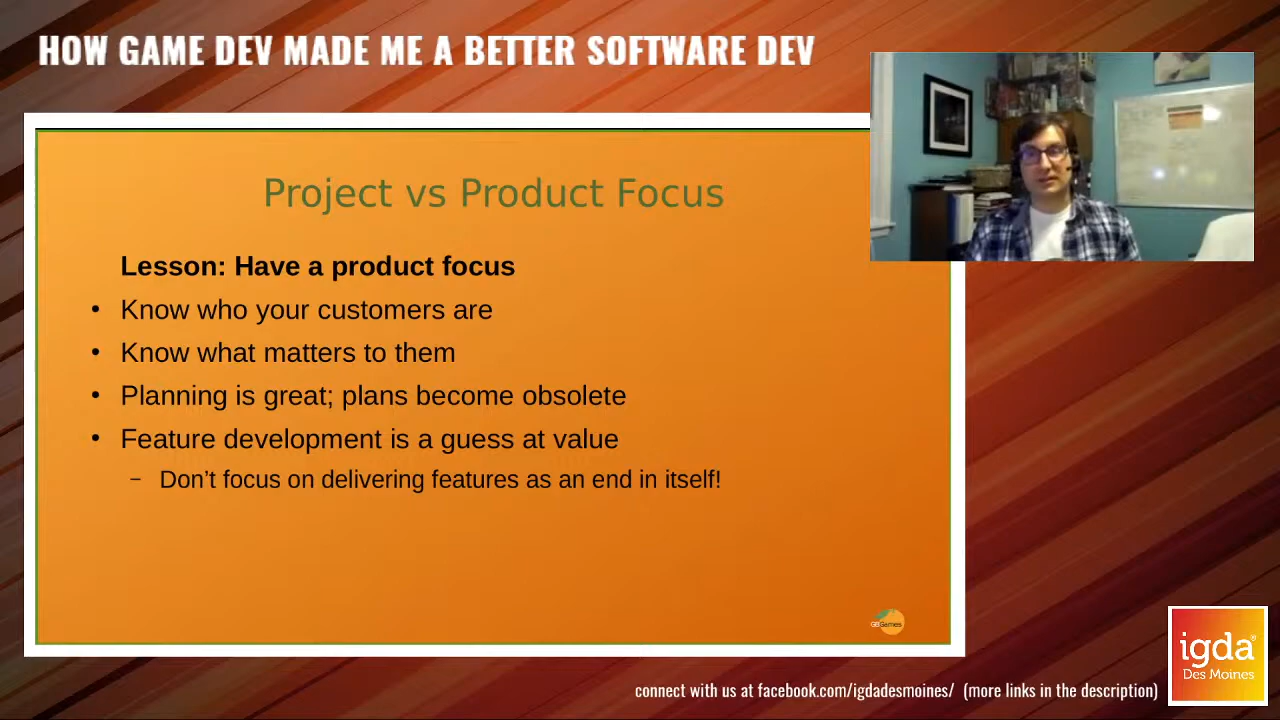 HOW GAME DEV MADE ME A BETTER SOFTWARE DEV
Project vs Product Focus
Lesson: Have a product focus
• Know who your customers are
• Know what matters to them
• Planning is great; plans become obsolete
• Feature development is a guess at value
– Don’t focus on delivering features as an end in itself!
GBGames
igda®
Des Moines
connect with us at facebook.com/igdadesmoines/ (more links in the description)